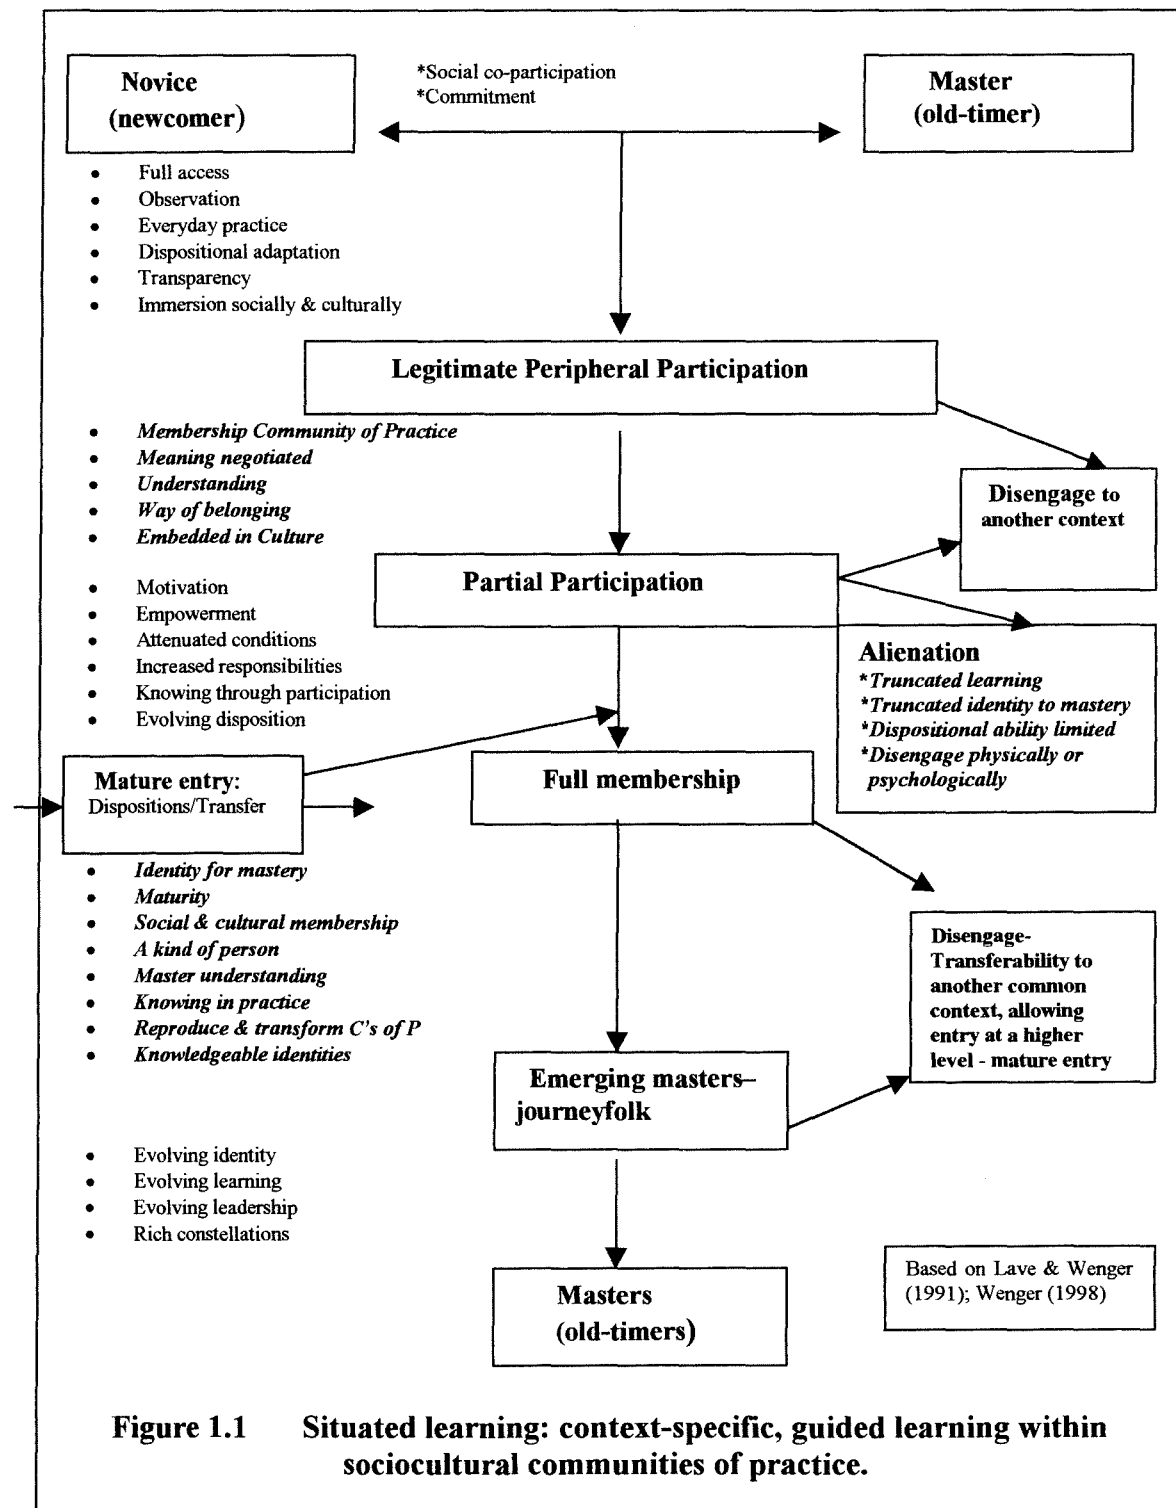 Novice
(newcomer)
*Social co-participation
*Commitment
Master
(old-timer)
• Full access
• Observation
• Everyday practice
• Dispositional adaptation
• Transparency
• Immersion socially & culturally
Legitimate Peripheral Participation
• Membership Community of Practice
• Meaning negotiated
• Understanding
• Way of belonging
• Embedded in Culture
Disengage to
another context
Partial Participation
• Motivation
• Empowerment
• Attenuated conditions
• Increased responsibilities
• Knowing through participation
• Evolving disposition
Alienation
*Truncated learning
*Truncated identity to mastery
*Dispositional ability limited
*Disengage physically or
psychologically
Mature entry:
Dispositions/Transfer
Full membership
• Identity for mastery
• Maturity
• Social & cultural membership
• A kind of person
• Master understanding
• Knowing in practice
• Reproduce & transform C's of P
• Knowledgeable identities
Disengage-
Transferability to
another common
context, allowing
entry at a higher
level - mature entry
Emerging masters–
journeyfolk
• Evolving identity
• Evolving learning
• Evolving leadership
• Rich constellations
Masters
(old-timers)
Based on Lave & Wenger
(1991); Wenger (1998)
Figure 1.1 Situated learning: context-specific, guided learning within
sociocultural communities of practice.